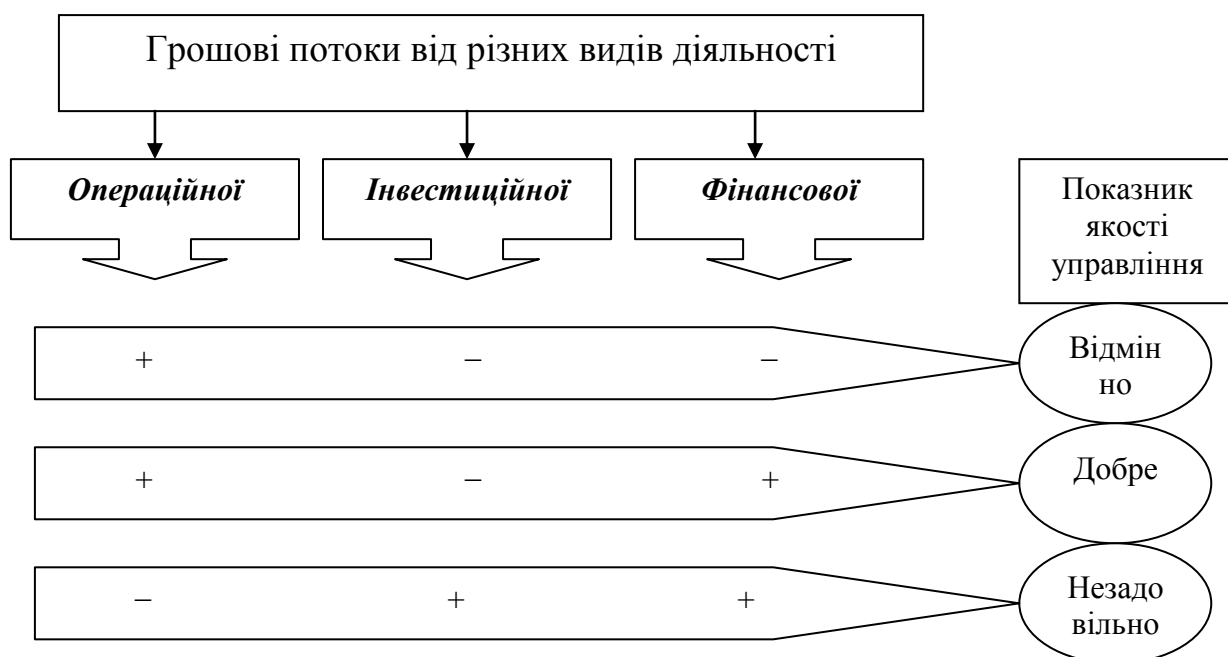 Грошові потоки від різних видів діяльності
Операційної
Інвестиційної
Фінансової
Показник
якості
управління
+ − −
Відмін
но
+ − +
Добре
− + +
Незадо
вільно